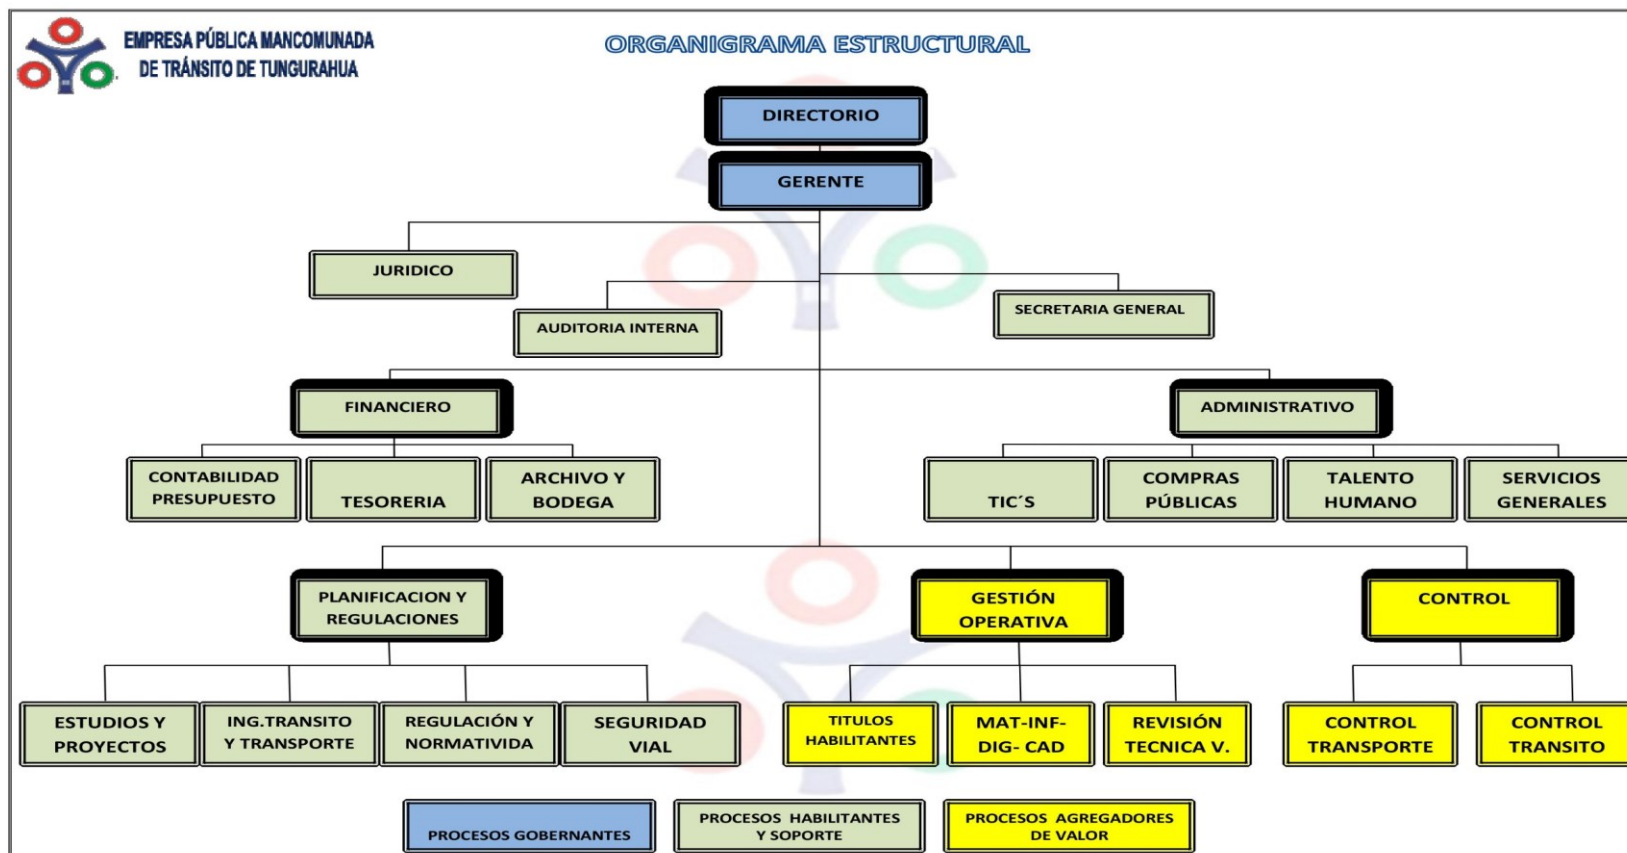 EMPRESA PÚBLICA MANCOMUNADA
DE TRÁNSITO DE TUNGURAHUA
ORGANIGRAMA ESTRUCTURAL
DIRECTORIO
GERENTE
JURIDICO
AUDITORIA INTERNA
SECRETARIA GENERAL
FINANCIERO
ADMINISTRATIVO
CONTABILIDAD
PRESUPUESTO
TESORERIA
ARCHIVO Y
BODEGA
TIC´S
COMPRAS
PÚBLICAS
TALENTO
HUMANO
SERVICIOS
GENERALES
PLANIFICACION Y
REGULACIONES
GESTIÓN
OPERATIVA
CONTROL
ESTUDIOS Y
PROYECTOS
ING.TRANSITO
Y TRANSPORTE
REGULACIÓN Y
NORMATIVIDA
SEGURIDAD
VIAL
TITULOS
HABILITANTES
MAT-INF-
DIG- CAD
REVISIÓN
TECNICA V.
CONTROL
TRANSPORTE
CONTROL
TRANSITO
PROCESOS GOBERNANTES
PROCESOS HABILITANTES
Y SOPORTE
PROCESOS AGREGADORES
DE VALOR